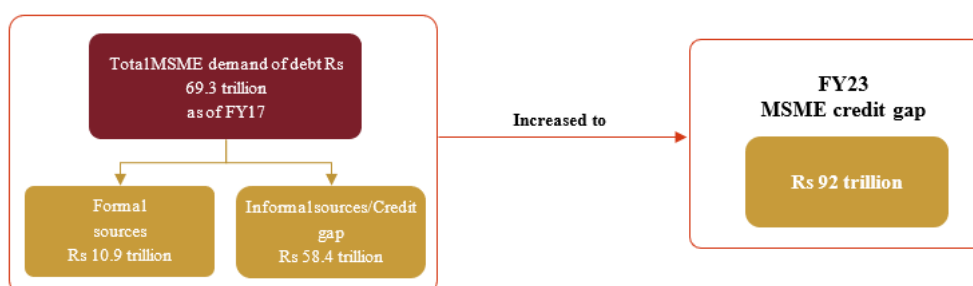 Total MSME demand of debt Rs
69.3 trillion
as of FY17
Formal
sources
Rs 10.9 trillion
Informal sources/Credit
gap
Rs 58.4 trillion
Increased to
FY23
MSME credit gap
Rs 92 trillion